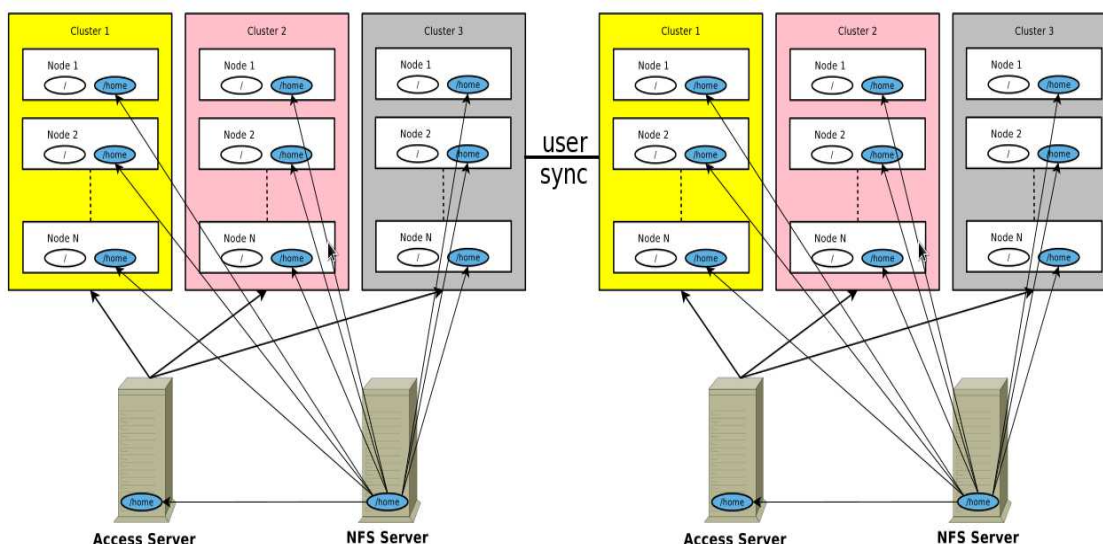 Cluster 1
Node 1
/ /home
Node 2
/ /home
Node N
/ /home
Cluster 2
Node 1
/ /home
Node 2
/ /home
Node N
/ /home
Cluster 3
Node 1
/ /home
Node 2
/ /home
Node N
/ /home
/home
Access Server
/home
NFS Server
user
sync
Cluster 1
Node 1
/ /home
Node 2
/ /home
Node N
/ /home
Cluster 2
Node 1
/ /home
Node 2
/ /home
Node N
/ /home
Cluster 3
Node 1
/ /home
Node 2
/ /home
Node N
/ /home
/home
Access Server
/home
NFS Server